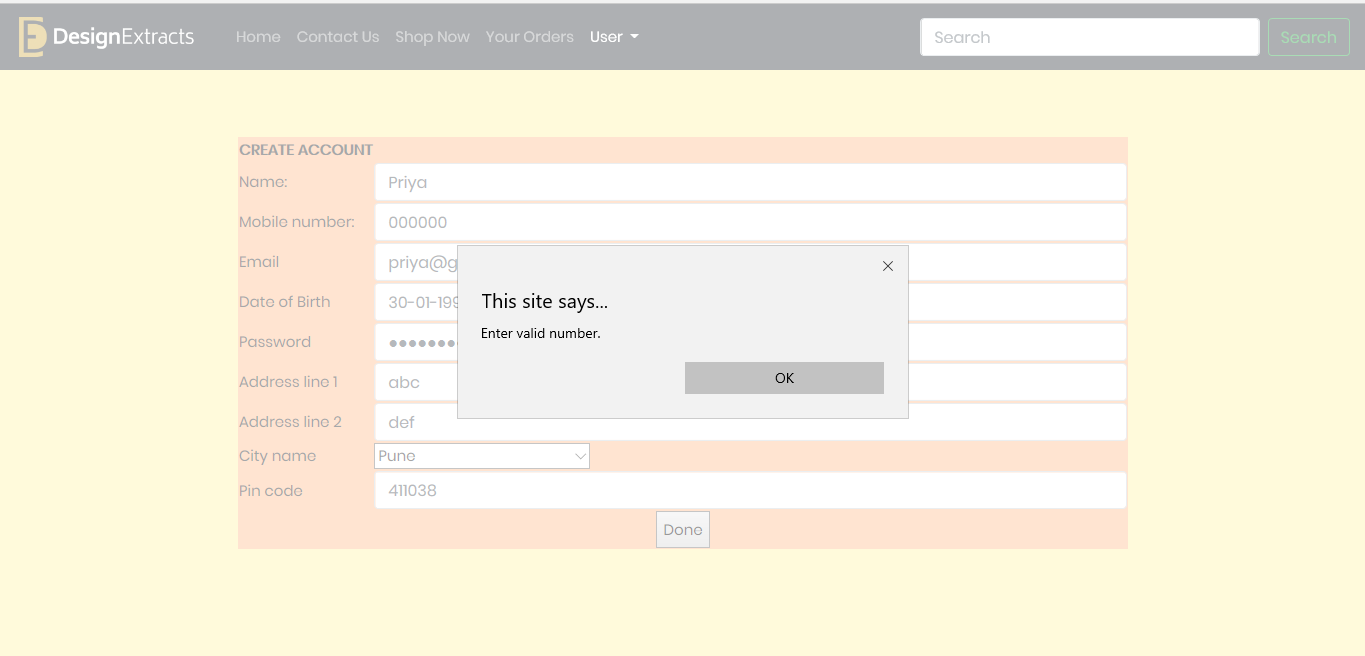 DesignExtracts Home Contact Us Shop Now Your Orders User Search Search
CREATE ACCOUNT
Name: Priya
Mobile number: 000000
Email priya@g
Date of Birth 30-01-199
This site says...
Enter valid number.
Password
OK
Address line 1 abc
Address line 2 def
City name Pune
Pin code 411038
Done